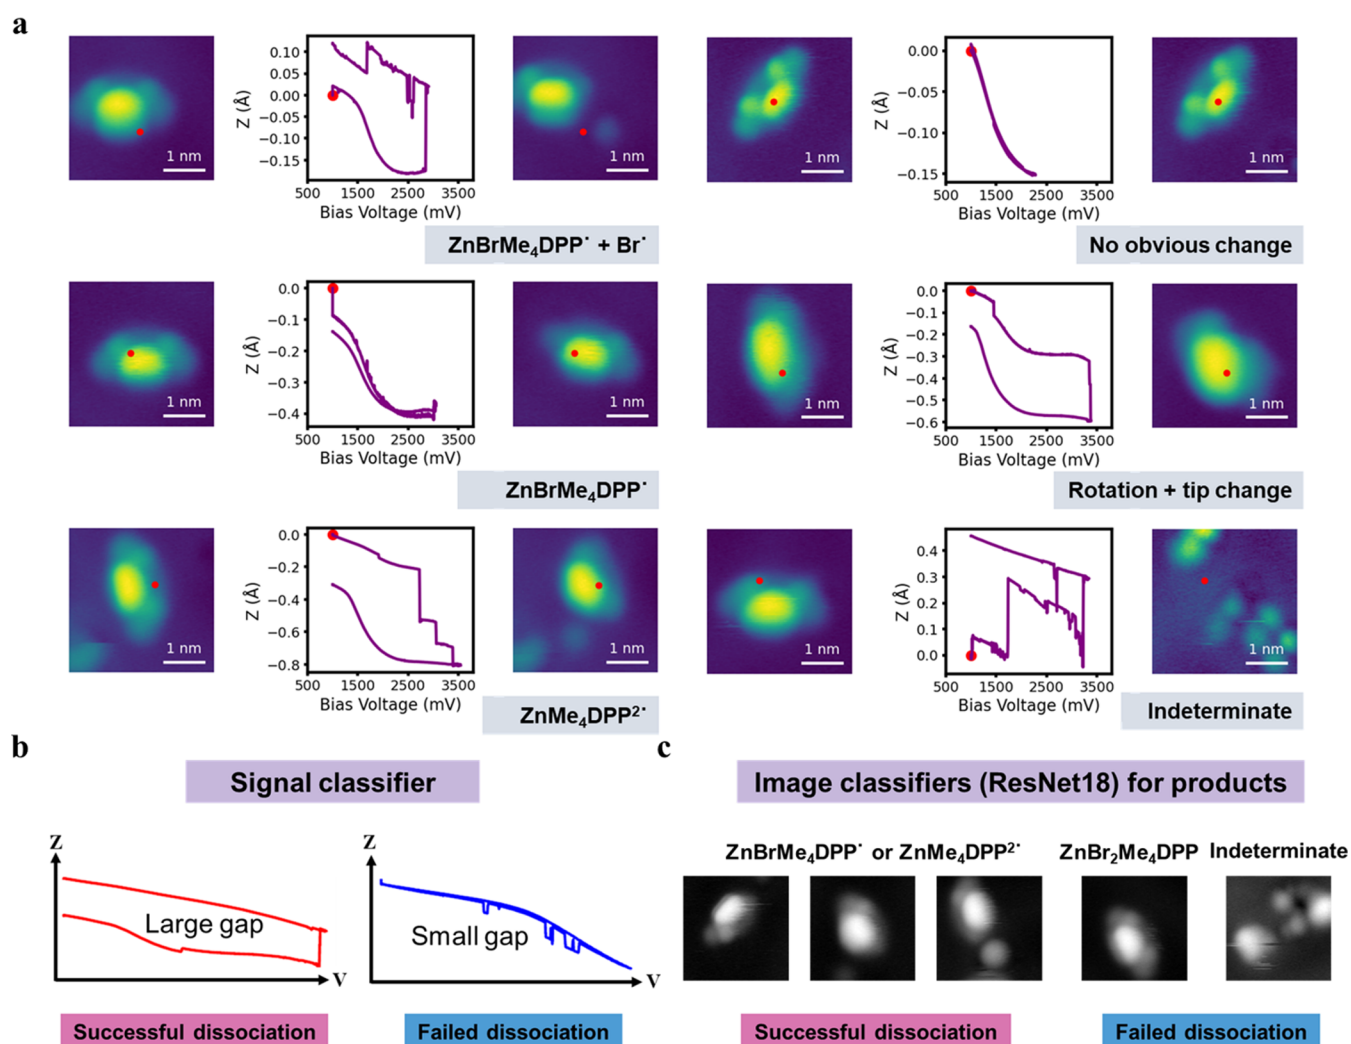 a
0.10
0.05
0.00
−0.05
−0.10
−0.15
Z (Å)
500 1500 2500 3500
Bias Voltage (mV)
1 nm
1 nm
ZnBrMe₄DPP˙ + Br˙
1 nm
0.00
−0.05
−0.10
−0.15
Z (Å)
500 1500 2500 3500
Bias Voltage (mV)
1 nm
No obvious change
1 nm
0.0
−0.1
−0.2
−0.3
−0.4
Z (Å)
500 1500 2500 3500
Bias Voltage (mV)
1 nm
ZnBrMe₄DPP˙
1 nm
0.0
−0.1
−0.2
−0.3
−0.4
−0.5
−0.6
Z (Å)
500 1500 2500 3500
Bias Voltage (mV)
1 nm
Rotation + tip change
1 nm
0.0
−0.2
−0.4
−0.6
−0.8
Z (Å)
500 1500 2500 3500
Bias Voltage (mV)
1 nm
ZnMe₄DPP²˙
1 nm
0.4
0.3
0.2
0.1
0.0
Z (Å)
500 1500 2500 3500
Bias Voltage (mV)
1 nm
Indeterminate
b
Signal classifier
Z
Large gap
V
Successful dissociation
Z
Small gap
V
Failed dissociation
c
Image classifiers (ResNet18) for products
ZnBrMe₄DPP˙ or ZnMe₄DPP²˙
ZnBr₂Me₄DPP
Indeterminate
Successful dissociation
Failed dissociation